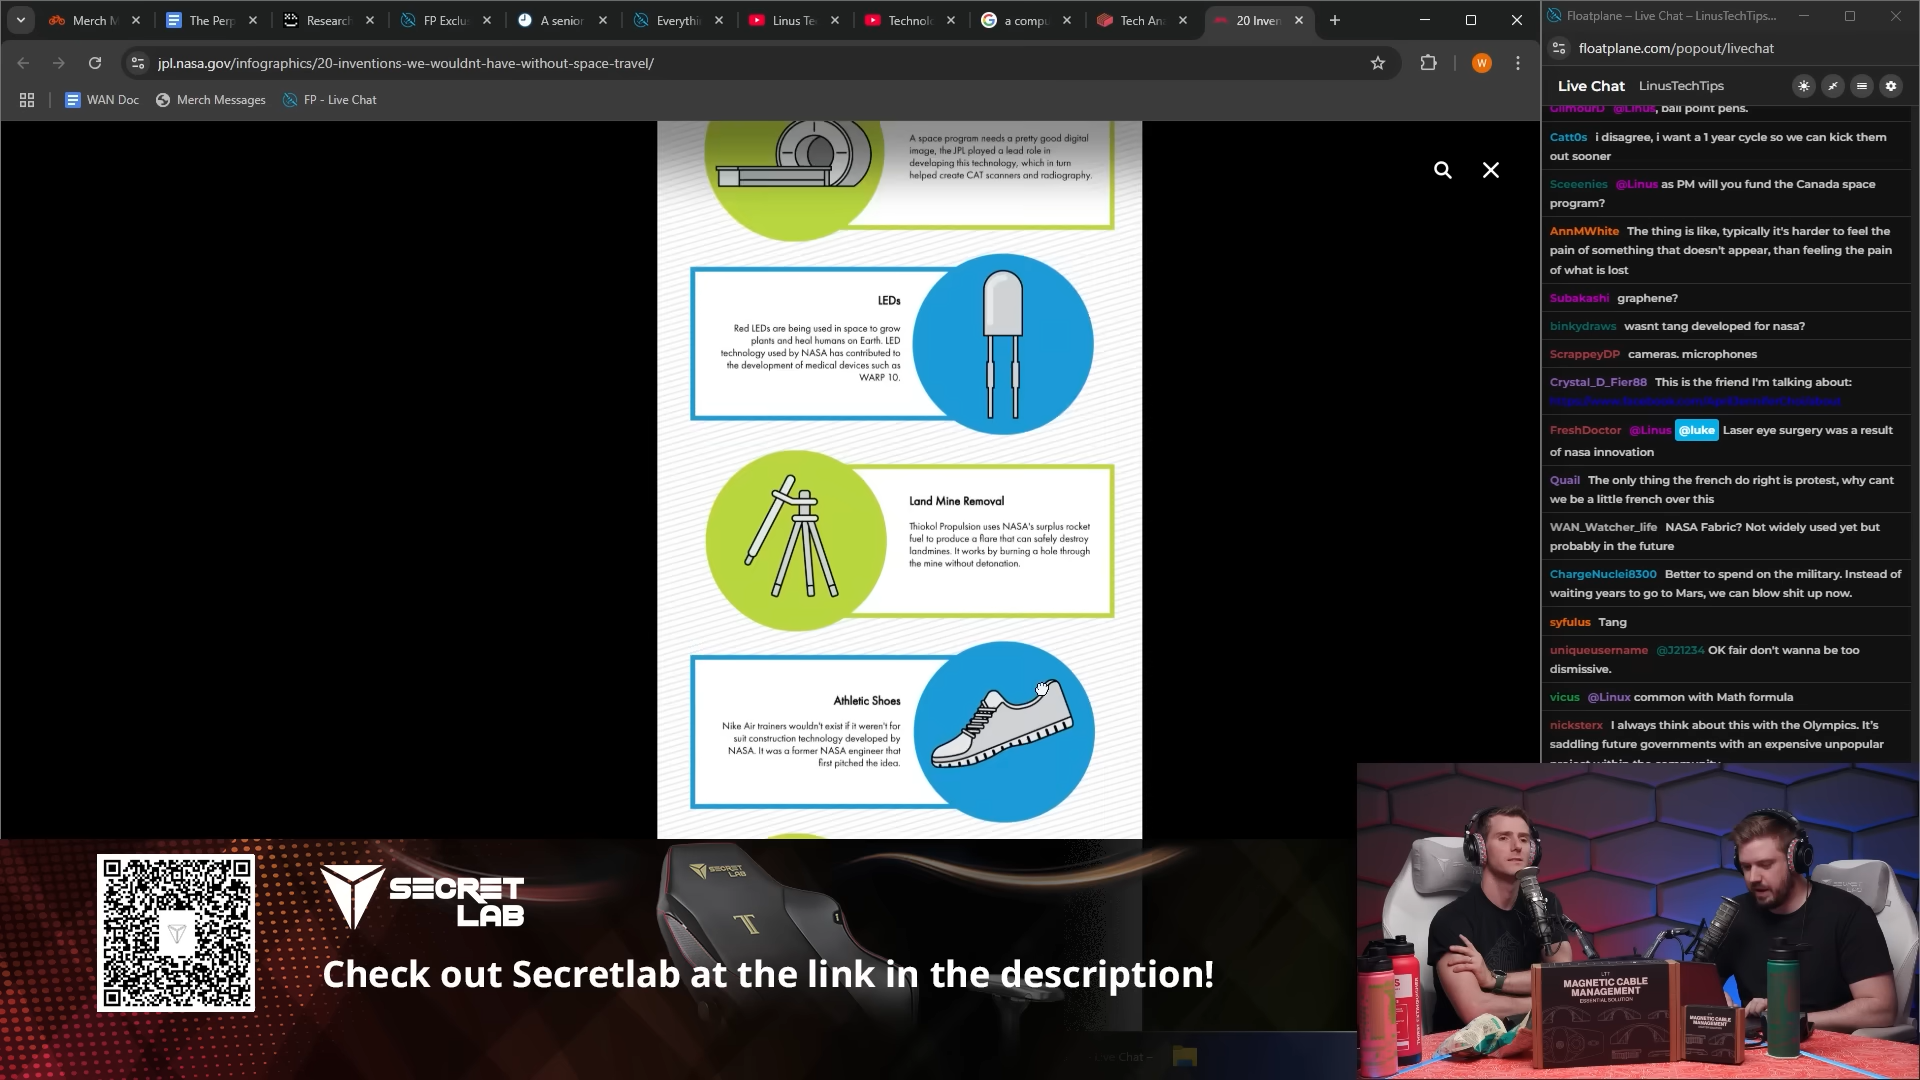 Merch M
The Perp
Research
FP Exclu
A senior
Everythi
Linus Te
Technolo
a compu
Tech Ana
20 Inven
jpl.nasa.gov/infographics/20-inventions-we-wouldnt-have-without-space-travel/
W
WAN Doc
Merch Messages
FP - Live Chat
A space program needs a pretty good digital
image, the JPL played a lead role in
developing this technology, which in turn
helped create CAT scanners and radiography.
LEDs
Red LEDs are being used in space to grow
plants and heal humans on Earth. LED
technology used by NASA has contributed to
the development of medical devices such as
WARP 10.
Land Mine Removal
Thiokol Propulsion uses NASA's surplus rocket
fuel to produce a flare that can safely destroy
landmines. It works by burning a hole through
the mine without detonation.
Athletic Shoes
Nike Air trainers wouldn't exist if it weren't for
suit construction technology developed by
NASA. It was a former NASA engineer that
first pitched the idea.
Floatplane – Live Chat – LinusTechTips...
floatplane.com/popout/livechat
Live Chat LinusTechTips
GilmourD @Linus, ball point pens.
Catt0s i disagree, i want a 1 year cycle so we can kick them
out sooner
Sceeenies @Linus as PM will you fund the Canada space
program?
AnnMWhite The thing is like, typically it's harder to feel the
pain of something that doesn't appear, than feeling the pain
of what is lost
Subakashi graphene?
binkydraws wasnt tang developed for nasa?
ScrappeyDP cameras. microphones
Crystal_D_Fier88 This is the friend I'm talking about:
FreshDoctor @Linus @luke Laser eye surgery was a result
of nasa innovation
Quail The only thing the french do right is protest, why cant
we be a little french over this
WAN_Watcher_life NASA Fabric? Not widely used yet but
probably in the future
ChargeNuclei8300 Better to spend on the military. Instead of
waiting years to go to Mars, we can blow shit up now.
syfulus Tang
uniqueusername @J21234 OK fair don't wanna be too
dismissive.
vicus @Linux common with Math formula
nicksterx I always think about this with the Olympics. It's
saddling future governments with an expensive unpopular
project within the community
SECRET
LAB
SECRET
LAB
Check out Secretlab at the link in the description!
Live Chat –
LTT
MAGNETIC CABLE
MANAGEMENT
ESSENTIAL SOLUTION
MAGNETIC CABLE
MANAGEMENT